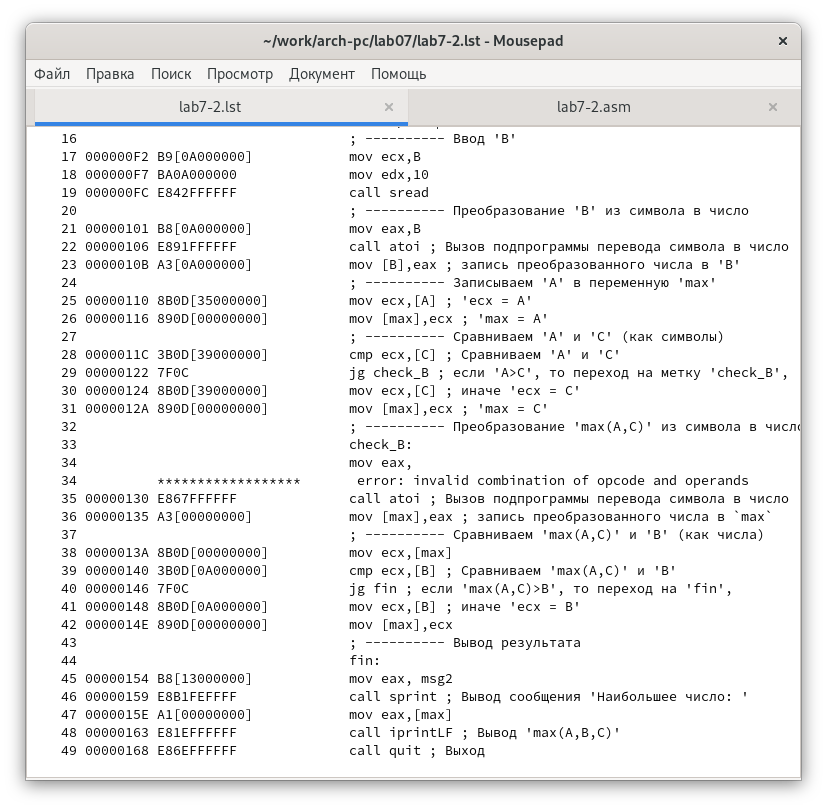 ~/work/arch-pc/lab07/lab7-2.lst - Mousepad ×
Файл Правка Поиск Просмотр Документ Помощь
lab7-2.lst × lab7-2.asm ×
16 ; ---------- Ввод 'B'
17 000000F2 B9[0A000000] mov ecx,B
18 000000F7 BA0A000000 mov edx,10
19 000000FC E842FFFFFF call sread
20 ; ---------- Преобразование 'B' из символа в число
21 00000101 B8[0A000000] mov eax,B
22 00000106 E891FFFFFF call atoi ; Вызов подпрограммы перевода символа в число
23 0000010B A3[0A000000] mov [B],eax ; запись преобразованного числа в 'B'
24 ; ---------- Записываем 'A' в переменную 'max'
25 00000110 8B0D[35000000] mov ecx,[A] ; 'ecx = A'
26 00000116 890D[00000000] mov [max],ecx ; 'max = A'
27 ; ---------- Сравниваем 'A' и 'C' (как символы)
28 0000011C 3B0D[39000000] cmp ecx,[C] ; Сравниваем 'A' и 'C'
29 00000122 7F0C jg check_B ; если 'A>C', то переход на метку 'check_B',
30 00000124 8B0D[39000000] mov ecx,[C] ; иначе 'ecx = C'
31 0000012A 890D[00000000] mov [max],ecx ; 'max = C'
32 ; ---------- Преобразование 'max(A,C)' из символа в число
33 check_B:
34 mov eax,
34 ****************** error: invalid combination of opcode and operands
35 00000130 E867FFFFFF call atoi ; Вызов подпрограммы перевода символа в число
36 00000135 A3[00000000] mov [max],eax ; запись преобразованного числа в `max`
37 ; ---------- Сравниваем 'max(A,C)' и 'B' (как числа)
38 0000013A 8B0D[00000000] mov ecx,[max]
39 00000140 3B0D[0A000000] cmp ecx,[B] ; Сравниваем 'max(A,C)' и 'B'
40 00000146 7F0C jg fin ; если 'max(A,C)>B', то переход на 'fin',
41 00000148 8B0D[0A000000] mov ecx,[B] ; иначе 'ecx = B'
42 0000014E 890D[00000000] mov [max],ecx
43 ; ---------- Вывод результата
44 fin:
45 00000154 B8[13000000] mov eax, msg2
46 00000159 E8B1FEFFFF call sprint ; Вывод сообщения 'Наибольшее число: '
47 0000015E A1[00000000] mov eax,[max]
48 00000163 E81EFFFFFF call iprintLF ; Вывод 'max(A,B,C)'
49 00000168 E86EFFFFFF call quit ; Выход